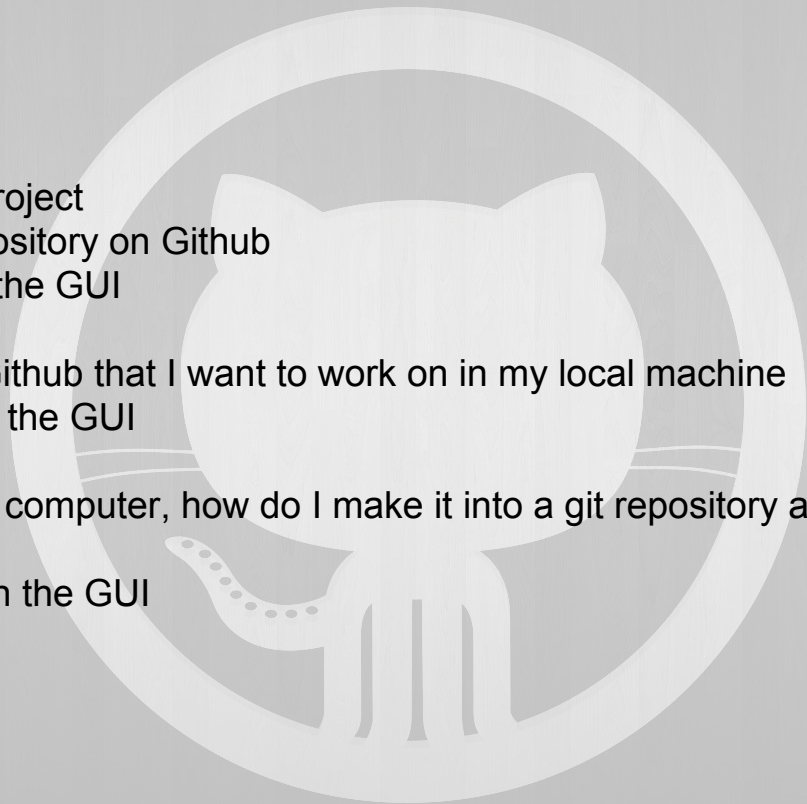 roject
ository on Github
the GUI
Github that I want to work on in my local machine
the GUI
computer, how do I make it into a git repository a
n the GUI